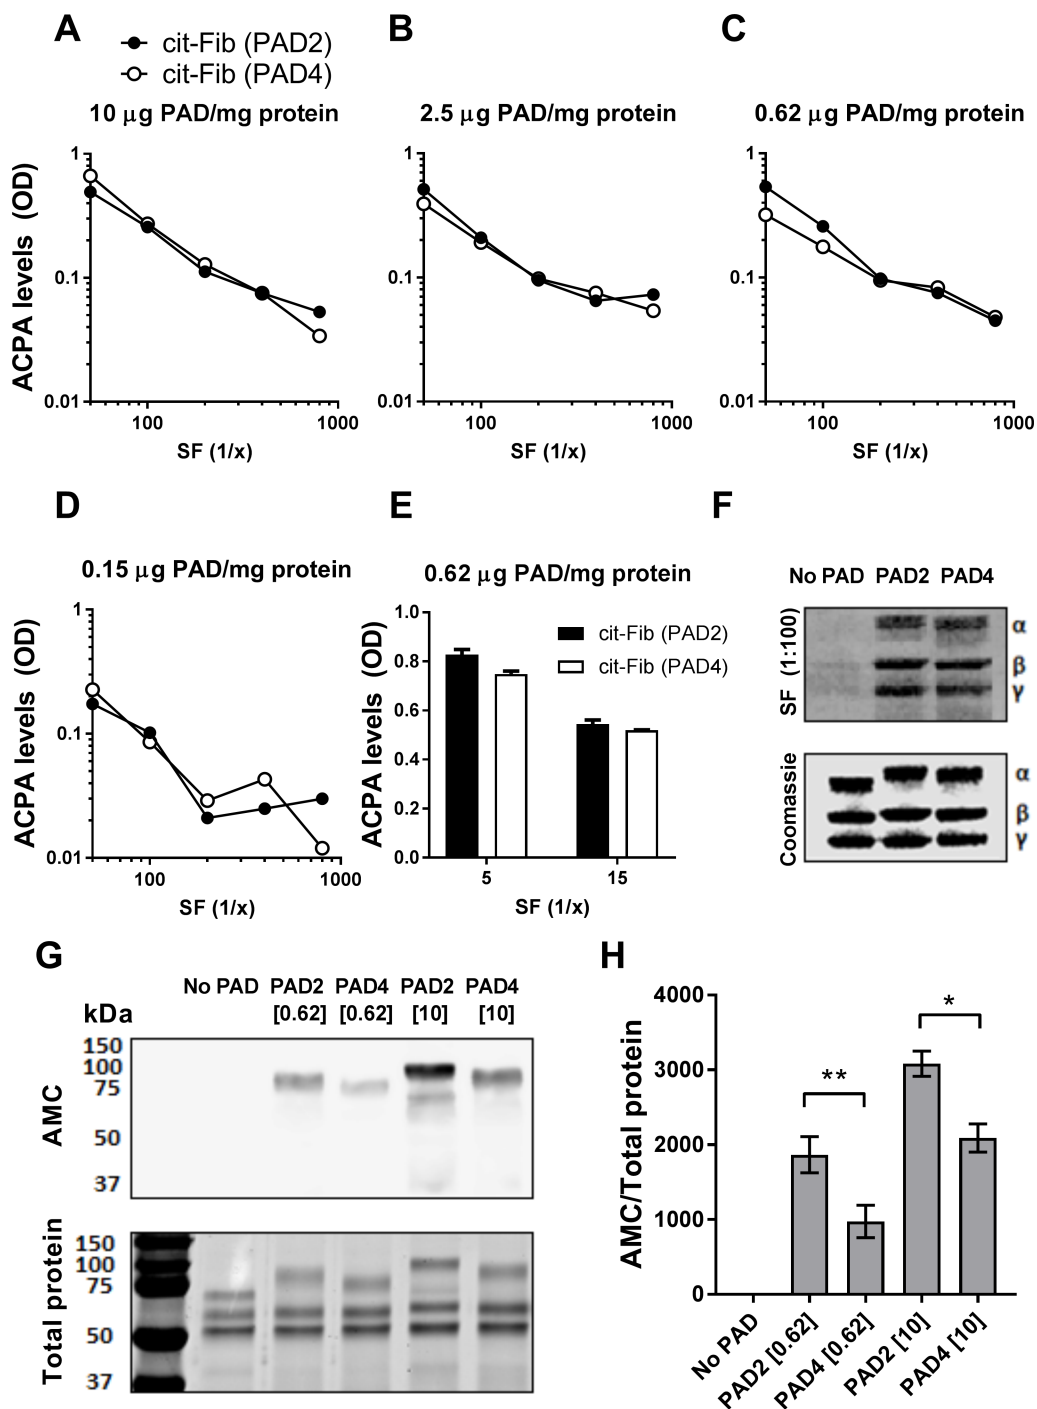 A
B
C
cit-Fib (PAD2)
cit-Fib (PAD4)
10 µg PAD/mg protein
2.5 µg PAD/mg protein
0.62 µg PAD/mg protein
ACPA levels (OD)
1
0.1
0.01
100
1000
SF (1/x)
1
0.1
0.01
100
1000
SF (1/x)
1
0.1
0.01
100
1000
SF (1/x)
D
E
F
0.15 µg PAD/mg protein
ACPA levels (OD)
1
0.1
0.01
100
1000
SF (1/x)
0.62 µg PAD/mg protein
ACPA levels (OD)
1.0
0.8
0.6
0.4
0.2
0.0
cit-Fib (PAD2)
cit-Fib (PAD4)
5
15
SF (1/x)
No PAD PAD2 PAD4
SF (1:100)
α
β
γ
Coomassie
α
β
γ
G
No PAD PAD2 PAD4 PAD2 PAD4
kDa [0.62] [0.62] [10] [10]
AMC
150
100
75
50
37
Total protein
150
100
75
50
37
H
AMC/Total protein
4000
3000
2000
1000
0
**
*
No PAD
PAD2 [0.62]
PAD4 [0.62]
PAD2 [10]
PAD4 [10]